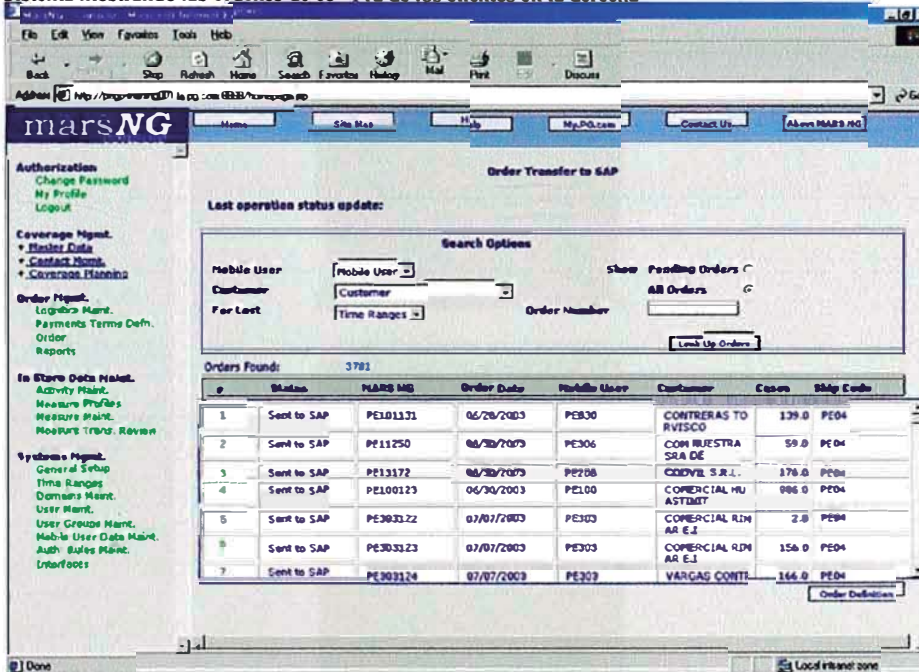 File Edit View Favorites Tools Help
Back Stop Refresh Home Search Favorites History Mail Print Discuss
Address
marsNG
Home Site Map Help My.PG.com Contact Us About MARS NG
Order Transfer to SAP
Last operation status update:
Authorization
Change Password
My Profile
Logout
Coverage Mgmt.
Master Data
Contact Mgmt.
Coverage Planning
Order Mgmt.
Logistics Maint.
Payments Terms Defn.
Order
Reports
In Store Data Maint.
Activity Maint.
Measure Profiles
Measure Maint.
Measure Trans. Review
Systems Mgmt.
General Setup
Time Ranges
Domains Maint.
User Maint.
User Groups Maint.
Mobile User Data Maint.
Auth. Rules Maint.
Interfaces
Search Options
Mobile User Mobile User Show Pending Orders
Customer Customer All Orders
For Last Time Ranges Order Number
Look Up Orders
Orders Found: 3781
# Status MARS NG Order Date Mobile User Customer Cases Ship Code
1 Sent to SAP PE101131 06/28/2003 PE830 CONTRERAS TO RVISCO 139.0 PE04
2 Sent to SAP PE11250 06/30/2003 PE306 COM NUESTRA SRA DE 59.0 PE04
3 Sent to SAP PE13172 06/30/2003 PE208 S.R.L. 176.0 PE04
4 Sent to SAP PE100123 06/30/2003 PE100 COMERCIAL HU 986.0 PE04
5 Sent to SAP PE303122 07/07/2003 PE303 COMERCIAL RIM AR E.I 2.0 PE04
6 Sent to SAP PE303123 07/07/2003 PE303 COMERCIAL RIM AR E.I 156.0 PE04
7 Sent to SAP PE303124 07/07/2003 PE303 VARGAS CONTR 166.0 PE04
Order Definition
Done Local intranet zone